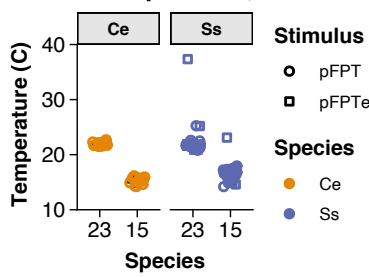 Ce Ss
Temperature (C)
40
30
20
10
23 15 23 15
Species
Stimulus
pFPT
pFPTe
Species
Ce
Ss